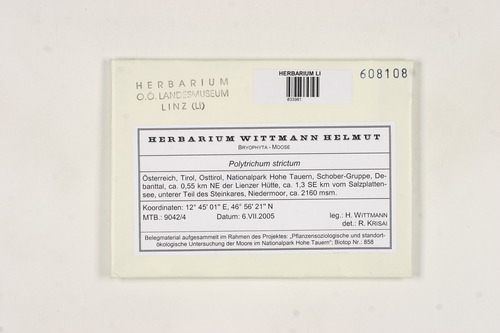 HERBARIUM
O.Ö. LANDESMUSEUM
LINZ (LI)
HERBARIUM LI
608108
HERBARIUM WITTMANN HELMUT
BRYOPHYTA - MOOSE
Polytrichum strictum
Österreich, Tirol, Osttirol, Nationalpark Hohe Tauern, Schober-Gruppe, De-
banttal, ca. 0,55 km NE der Lienzer Hütte, ca. 1,3 SE km vom Salzplatten-
see, unterer Teil des Steinkares, Niedermoor, ca. 2160 msm.
Koordinaten: 12° 45' 01" E, 46° 56' 21" N
MTB.: 9042/4 Datum: 6.VII.2005 leg.: H. WITTMANN
det.: R. KRISAI
Belegmaterial aufgesammelt im Rahmen des Projektes: „Pflanzensoziologische und standort-
ökologische Untersuchung der Moore im Nationalpark Hohe Tauern"; Biotop Nr.: 858